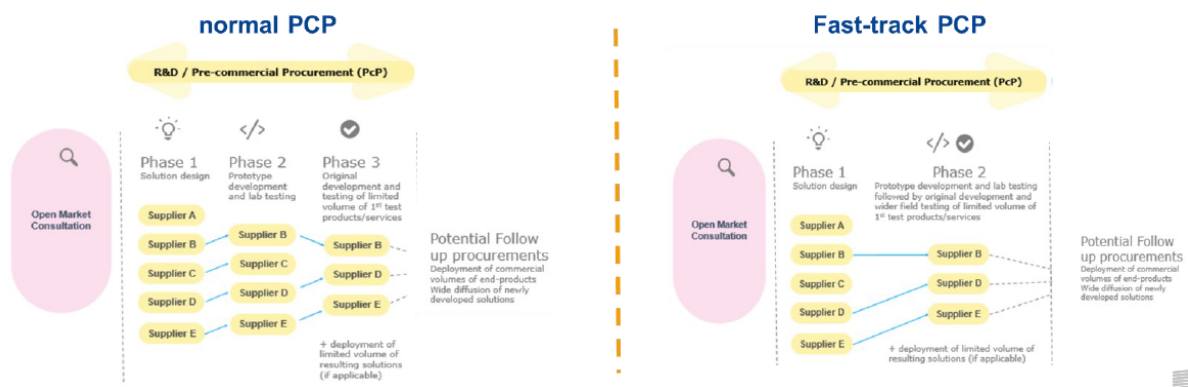 normal PCP
R&D / Pre-commercial Procurement (PcP)
Open Market
Consultation
Phase 1
Solution design
Supplier A
Supplier B
Supplier C
Supplier D
Supplier E
</>
Phase 2
Prototype
development
and lab testing
Supplier B
Supplier C
Supplier D
Supplier E
Phase 3
Original
development and
testing of limited
volume of 1st test
products/services
Supplier B
Supplier D
Supplier E
+ deployment of
limited volume of
resulting solutions
(if applicable)
Potential Follow
up procurements
Deployment of commercial
volumes of end-products
Wide diffusion of newly
developed solutions
Fast-track PCP
R&D / Pre-commercial Procurement (PcP)
Open Market
Consultation
Phase 1
Solution design
Supplier A
Supplier B
Supplier C
Supplier D
Supplier E
</>
Phase 2
Prototype development and lab testing
followed by original development and
wider field testing of limited volume of
1st test products/services
Supplier B
Supplier D
Supplier E
+ deployment of limited volume of
resulting solutions (if applicable)
Potential Follow
up procurements
Deployment of commercial
volumes of end-products
Wide diffusion of newly
developed solutions